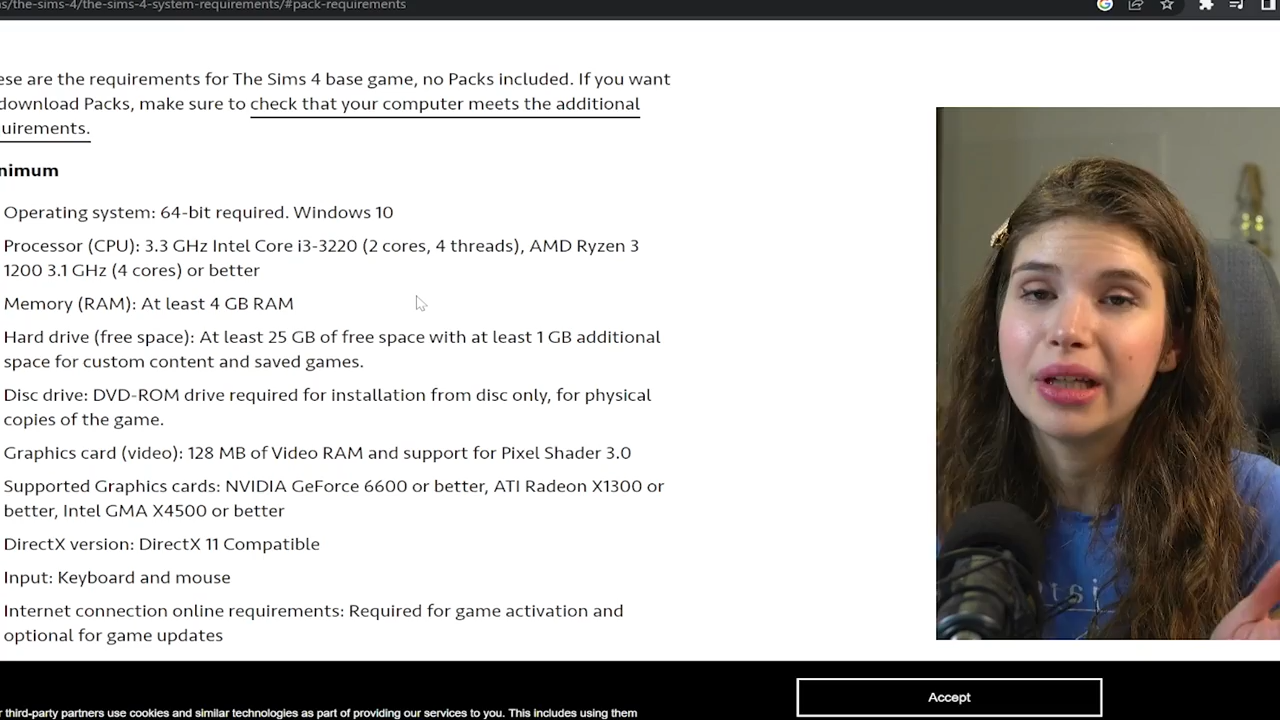 s/the-sims-4/the-sims-4-system-requirements/#pack-requirements
ese are the requirements for The Sims 4 base game, no Packs included. If you want
download Packs, make sure to check that your computer meets the additional
uirements.
nimum
Operating system: 64-bit required. Windows 10
Processor (CPU): 3.3 GHz Intel Core i3-3220 (2 cores, 4 threads), AMD Ryzen 3
1200 3.1 GHz (4 cores) or better
Memory (RAM): At least 4 GB RAM
Hard drive (free space): At least 25 GB of free space with at least 1 GB additional
space for custom content and saved games.
Disc drive: DVD-ROM drive required for installation from disc only, for physical
copies of the game.
Graphics card (video): 128 MB of Video RAM and support for Pixel Shader 3.0
Supported Graphics cards: NVIDIA GeForce 6600 or better, ATI Radeon X1300 or
better, Intel GMA X4500 or better
DirectX version: DirectX 11 Compatible
Input: Keyboard and mouse
Internet connection online requirements: Required for game activation and
optional for game updates
Accept
r third-party partners use cookies and similar technologies as part of providing our services to you. This includes using them